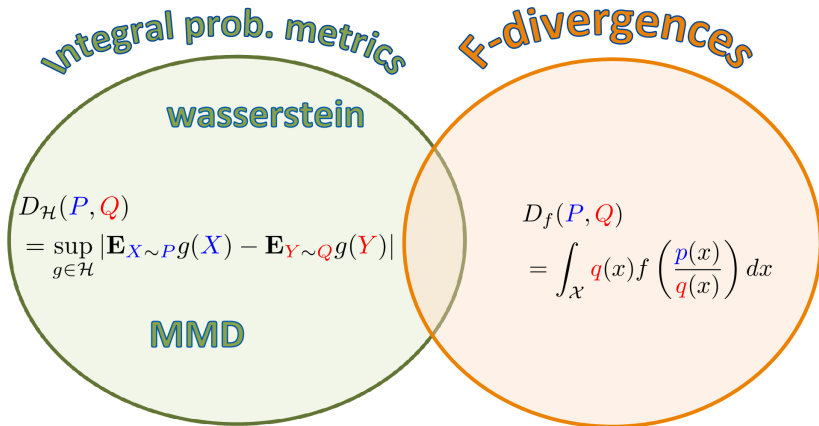 Integral prob. metrics
F-divergences
wasserstein
D_ℋ(P, Q)
= sup_{g∈ℋ} |E_{X∼P} g(X) − E_{Y∼Q} g(Y)|
MMD
D_f(P, Q)
= ∫_𝒳 q(x) f (p(x)/q(x)) dx